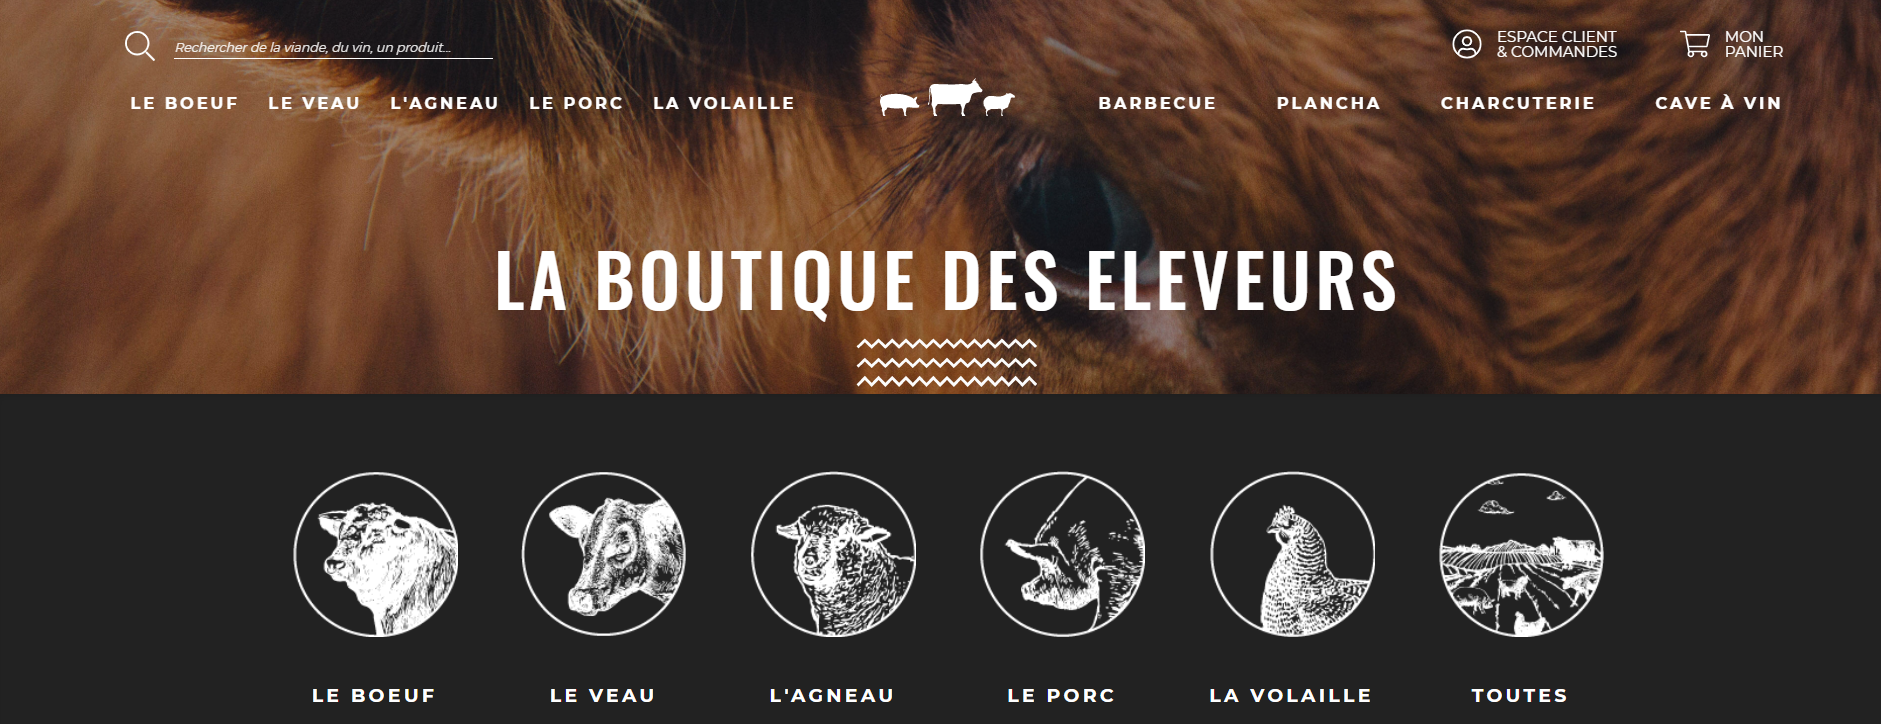 Rechercher de la viande, du vin, un produit...
ESPACE CLIENT
& COMMANDES
MON
PANIER
LE BOEUF
LE VEAU
L'AGNEAU
LE PORC
LA VOLAILLE
BARBECUE
PLANCHA
CHARCUTERIE
CAVE À VIN
LA BOUTIQUE DES ELEVEURS
LE BOEUF
LE VEAU
L'AGNEAU
LE PORC
LA VOLAILLE
TOUTES